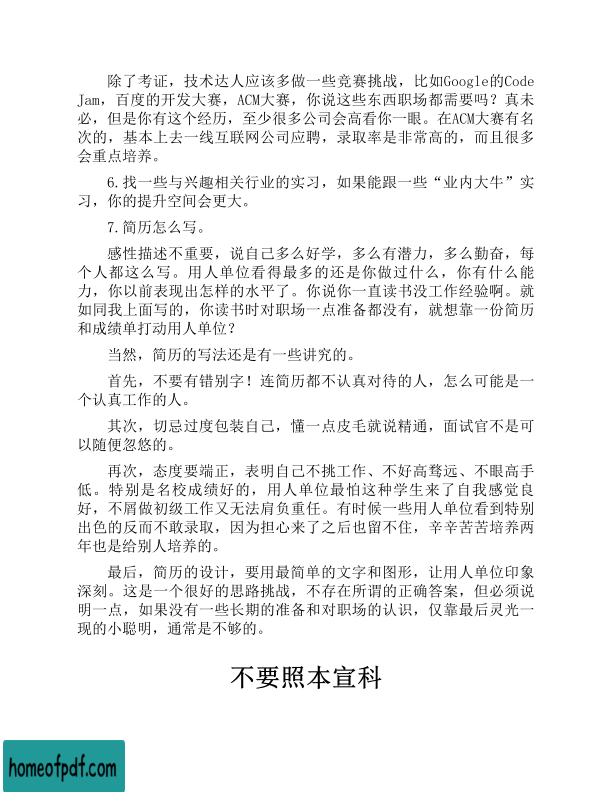 除了考证，技术达人应该多做一些竞赛挑战，比如Google的Code
Jam，百度的开发大赛，ACM大赛，你说这些东西职场都需要吗？真未
必，但是你有这个经历，至少很多公司会高看你一眼。在ACM大赛有名
次的，基本上去一线互联网公司应聘，录取率是非常高的，而且很多
会重点培养。
6.找一些与兴趣相关行业的实习，如果能跟一些“业内大牛”实
习，你的提升空间会更大。
7.简历怎么写。
感性描述不重要，说自己多么好学，多么有潜力，多么勤奋，每
个人都这么写。用人单位看得最多的还是你做过什么，你有什么能
力，你以前表现出怎样的水平了。你说你一直读书没工作经验啊。就
如同我上面写的，你读书时对职场一点准备都没有，就想靠一份简历
和成绩单打动用人单位？
当然，简历的写法还是有一些讲究的。
首先，不要有错别字！连简历都不认真对待的人，怎么可能是一
个认真工作的人。
其次，切忌过度包装自己，懂一点皮毛就说精通，面试官不是可
以随便忽悠的。
再次，态度要端正，表明自己不挑工作、不好高骛远、不眼高手
低。特别是名校成绩好的，用人单位最怕这种学生来了自我感觉良
好，不屑做初级工作又无法肩负重任。有时候一些用人单位看到特别
出色的反而不敢录取，因为担心来了之后也留不住，辛辛苦苦培养两
年也是给别人培养的。
最后，简历的设计，要用最简单的文字和图形，让用人单位印象
深刻。这是一个很好的思路挑战，不存在所谓的正确答案，但必须说
明一点，如果没有一些长期的准备和对职场的认识，仅靠最后灵光一
现的小聪明，通常是不够的。
不要照本宣科
homeofpdf.com